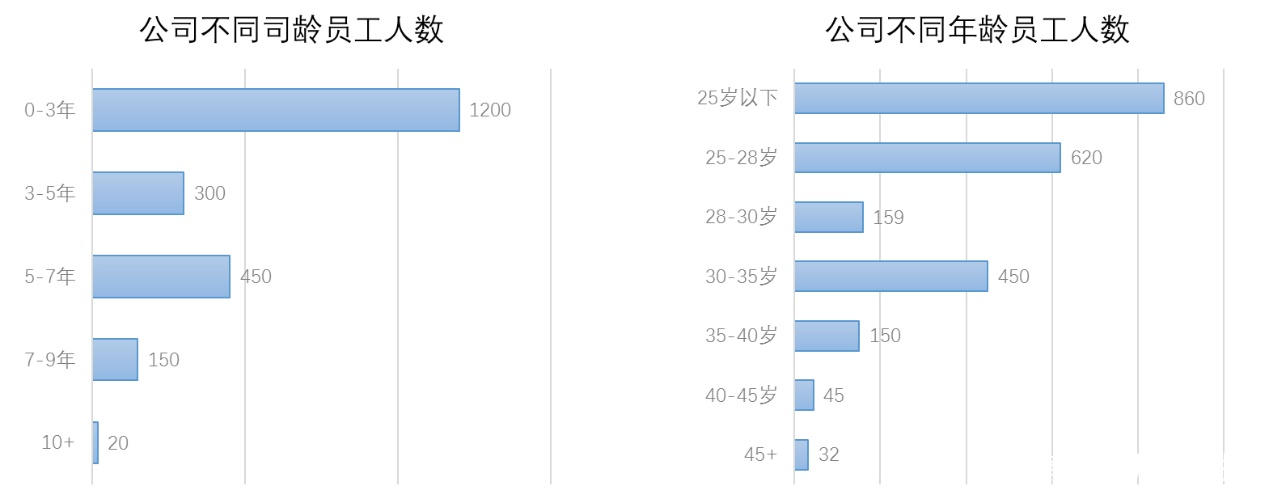 公司不同司龄员工人数
0-3年 1200
3-5年 300
5-7年 450
7-9年 150
10+ 20
公司不同年龄员工人数
25岁以下 860
25-28岁 620
28-30岁 159
30-35岁 450
35-40岁 150
40-45岁 45
45+ 32